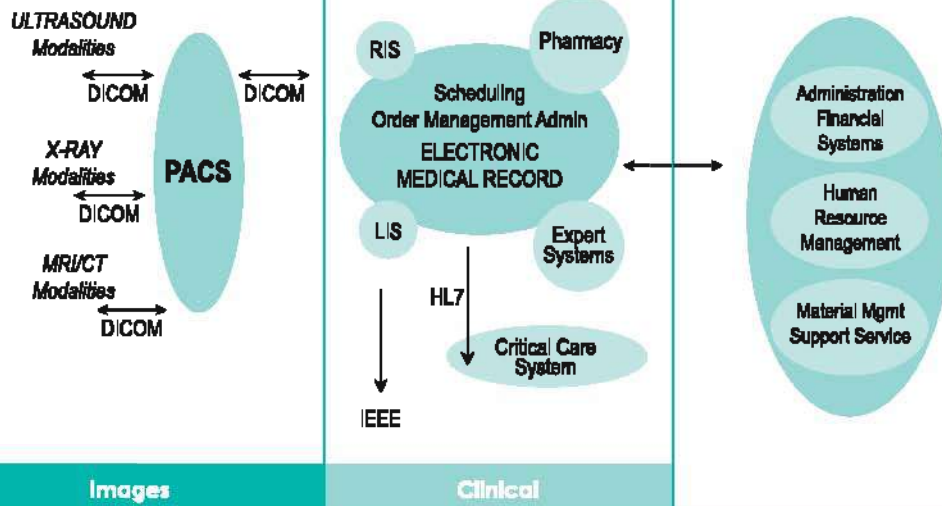 ULTRASOUND
Modalities
DICOM
DICOM
X-RAY
Modalities
DICOM
PACS
MRI/CT
Modalities
DICOM
Images
RIS
Pharmacy
Scheduling
Order Management Admin
ELECTRONIC
MEDICAL RECORD
LIS
Expert
Systems
HL7
Critical Care
System
IEEE
Clinical
Administration
Financial
Systems
Human
Resource
Management
Material Mgmt
Support Service